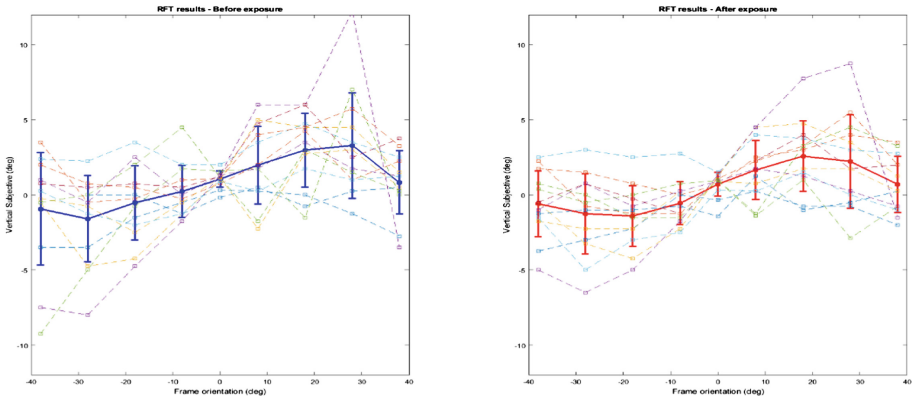 RFT results - Before exposure
Vertical Subjective (deg)
10
5
0
-5
-10
-40 -30 -20 -10 0 10 20 30 40
Frame orientation (deg)
RFT results - After exposure
Vertical Subjective (deg)
10
5
0
-5
-10
-40 -30 -20 -10 0 10 20 30 40
Frame orientation (deg)